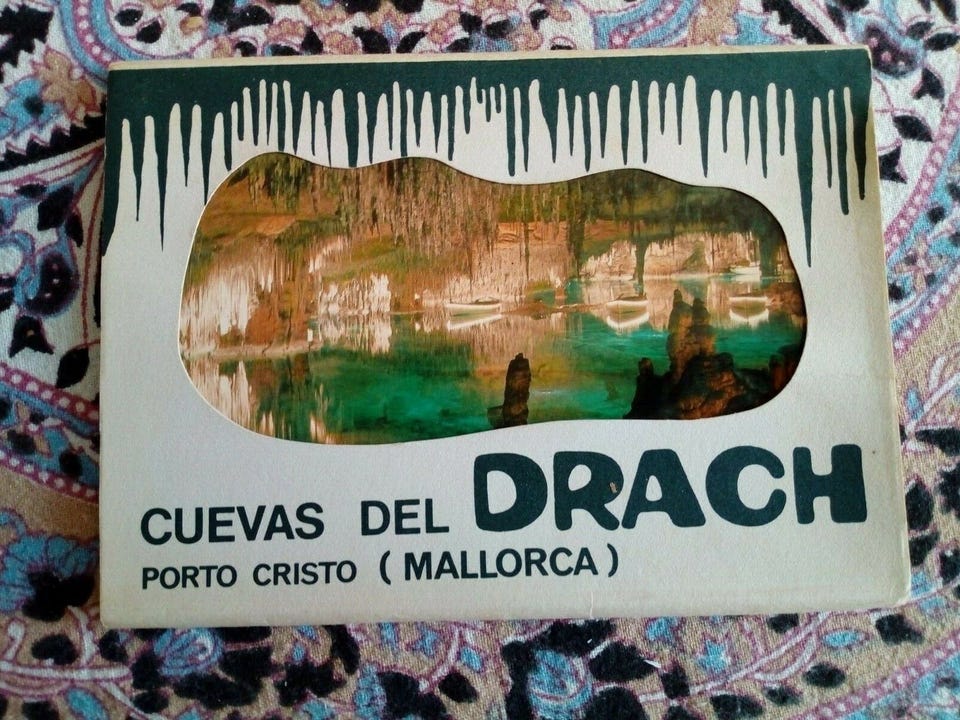 CUEVAS DEL DRACH
PORTO CRISTO (MALLORCA)